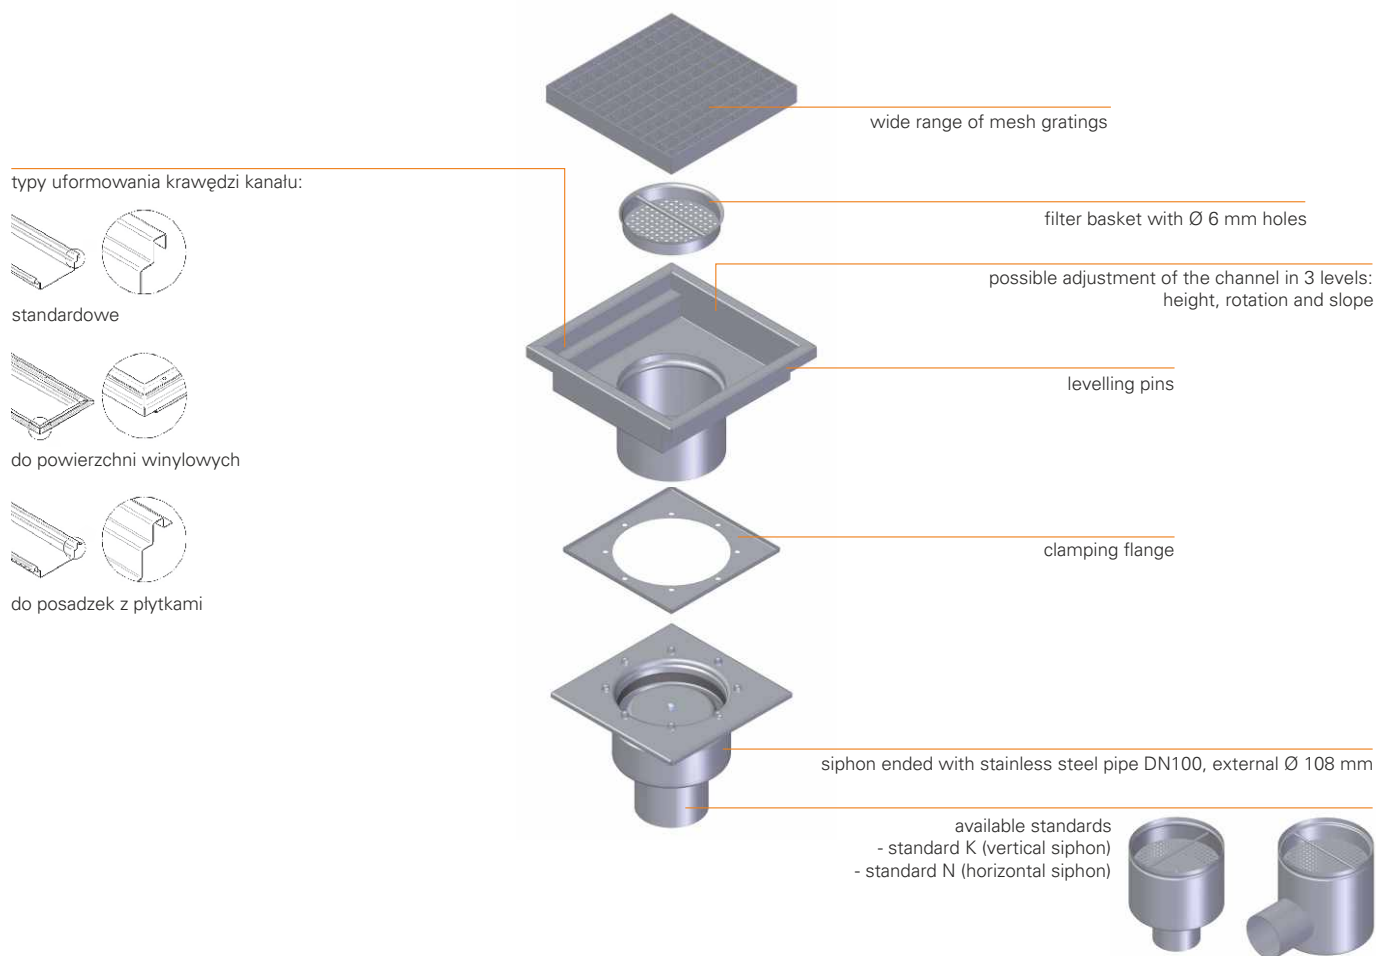 wide range of mesh gratings
typy uformowania krawędzi kanału:
filter basket with Ø 6 mm holes
possible adjustment of the channel in 3 levels:
height, rotation and slope
standardowe
levelling pins
do powierzchni winylowych
clamping flange
do posadzek z płytkami
siphon ended with stainless steel pipe DN100, external Ø 108 mm
available standards
- standard K (vertical siphon)
- standard N (horizontal siphon)